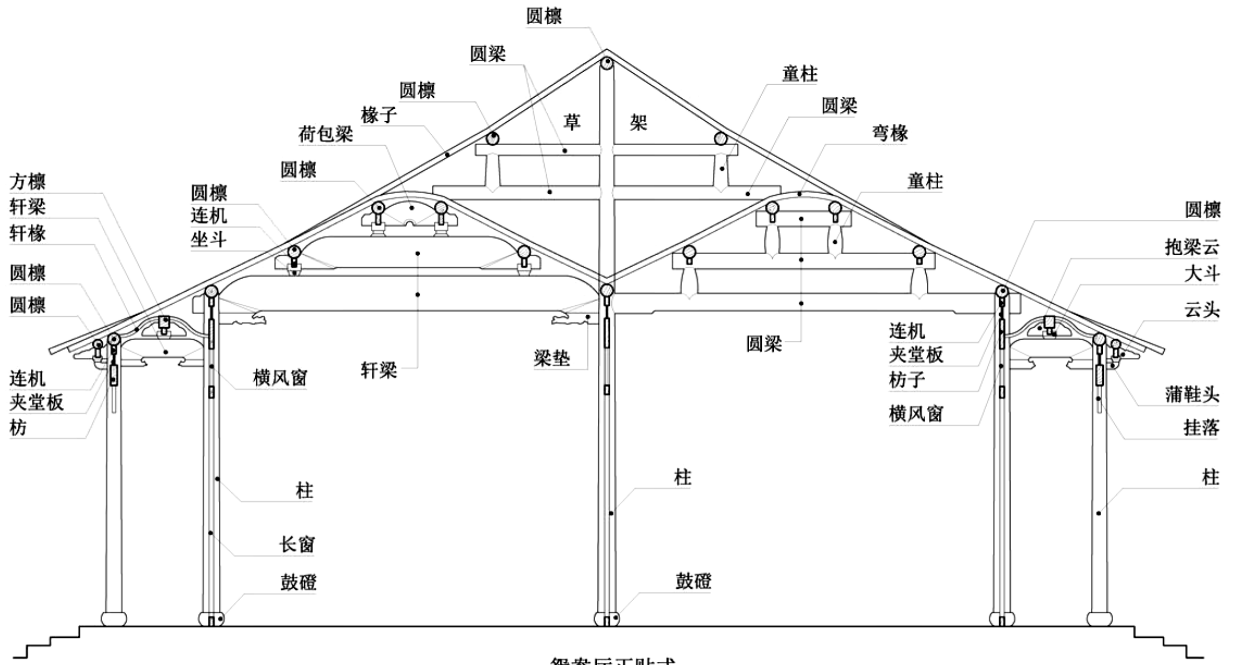 圆檩
圆梁
童柱
圆檩
圆梁
椽子
草 架
荷包梁
弯椽
圆檩
童柱
方檩
圆檩
轩梁
连机
圆檩
轩椽
坐斗
抱梁云
圆檩
大斗
圆檩
云头
连机
夹堂板
枋
横风窗
轩梁
梁垫
圆梁
连机
夹堂板
枋子
横风窗
蒲鞋头
挂落
柱
柱
柱
长窗
鼓磴
鼓磴